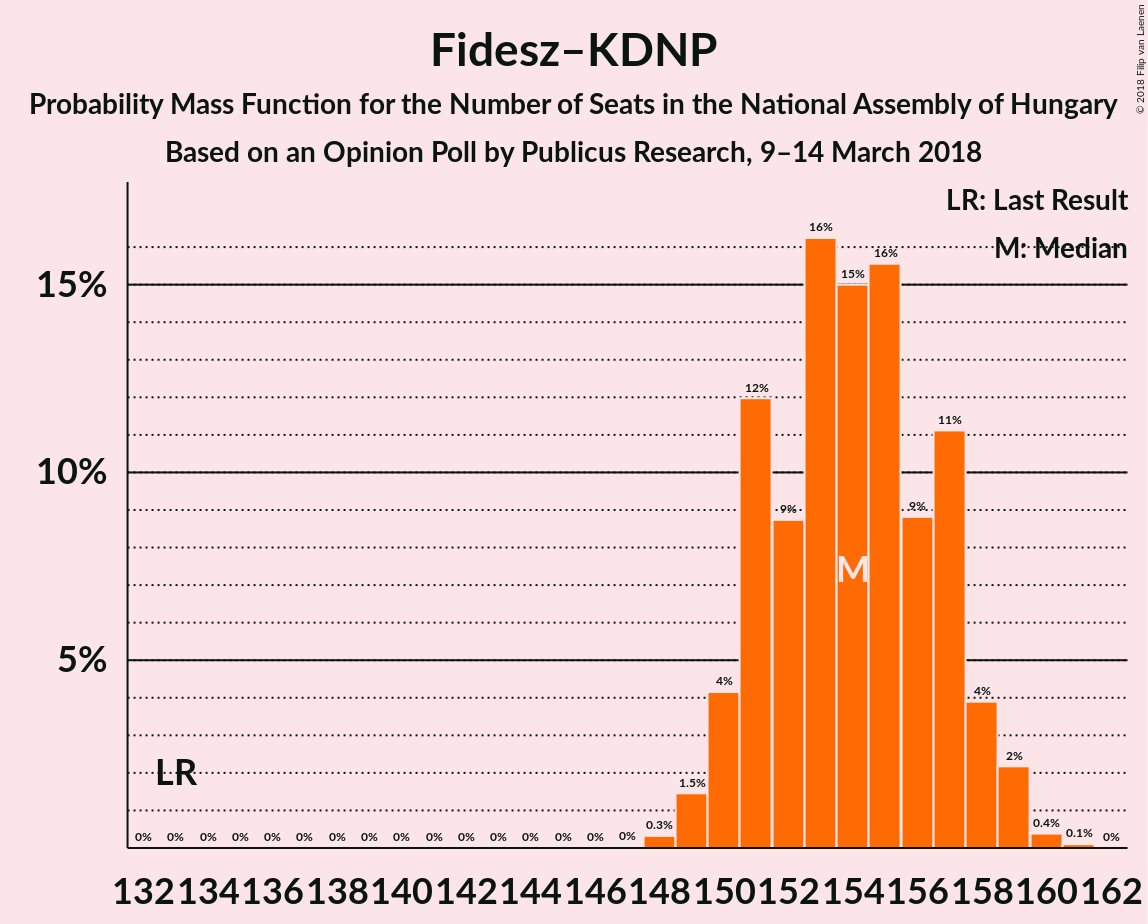 Fidesz–KDNP
Probability Mass Function for the Number of Seats in the National Assembly of Hungary
Based on an Opinion Poll by Publicus Research, 9–14 March 2018
© 2018 Filip van Laenen
LR: Last Result
M: Median
15%
10%
5%
0% 0% 0% 0% 0% 0% 0% 0% 0% 0% 0% 0% 0% 0% 0% 0% 0.3% 1.5% 4% 12% 9% 16% 15% 16% 9% 11% 4% 2% 0.4% 0.1% 0%
LR
M
132 134 136 138 140 142 144 146 148 150 152 154 156 158 160 162